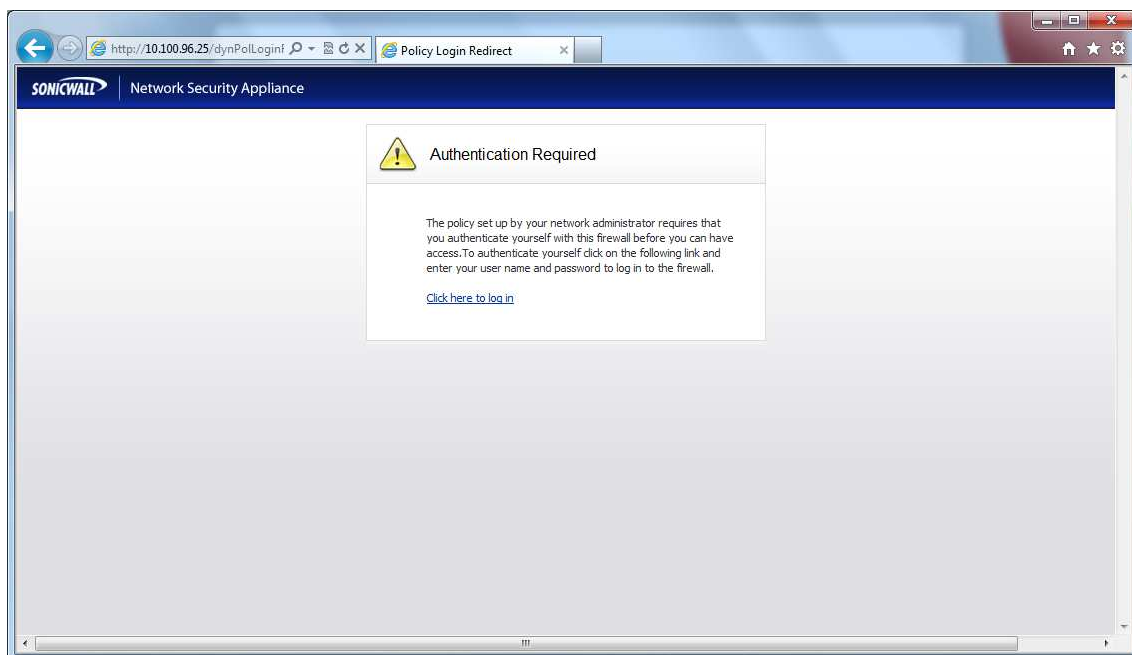 http://10.100.96.25/dynPolLoginF
Policy Login Redirect
SONICWALL
Network Security Appliance
Authentication Required
The policy set up by your network administrator requires that
you authenticate yourself with this firewall before you can have
access.To authenticate yourself click on the following link and
enter your user name and password to log in to the firewall.
Click here to log in